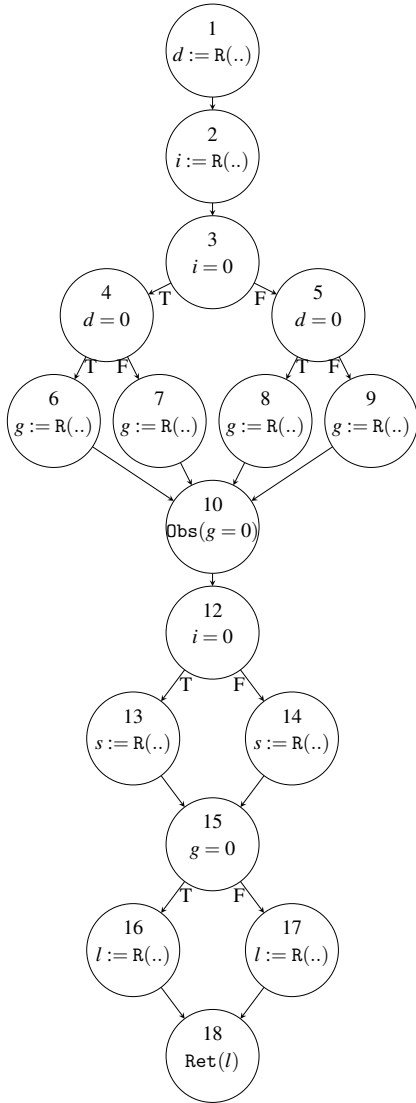 1
d := R(..)
2
i := R(..)
3
i = 0
T F
4 5
d = 0 d = 0
T F T F
6 7 8 9
g := R(..) g := R(..) g := R(..) g := R(..)
10
Obs(g = 0)
12
i = 0
T F
13 14
s := R(..) s := R(..)
15
g = 0
T F
16 17
l := R(..) l := R(..)
18
Ret(l)